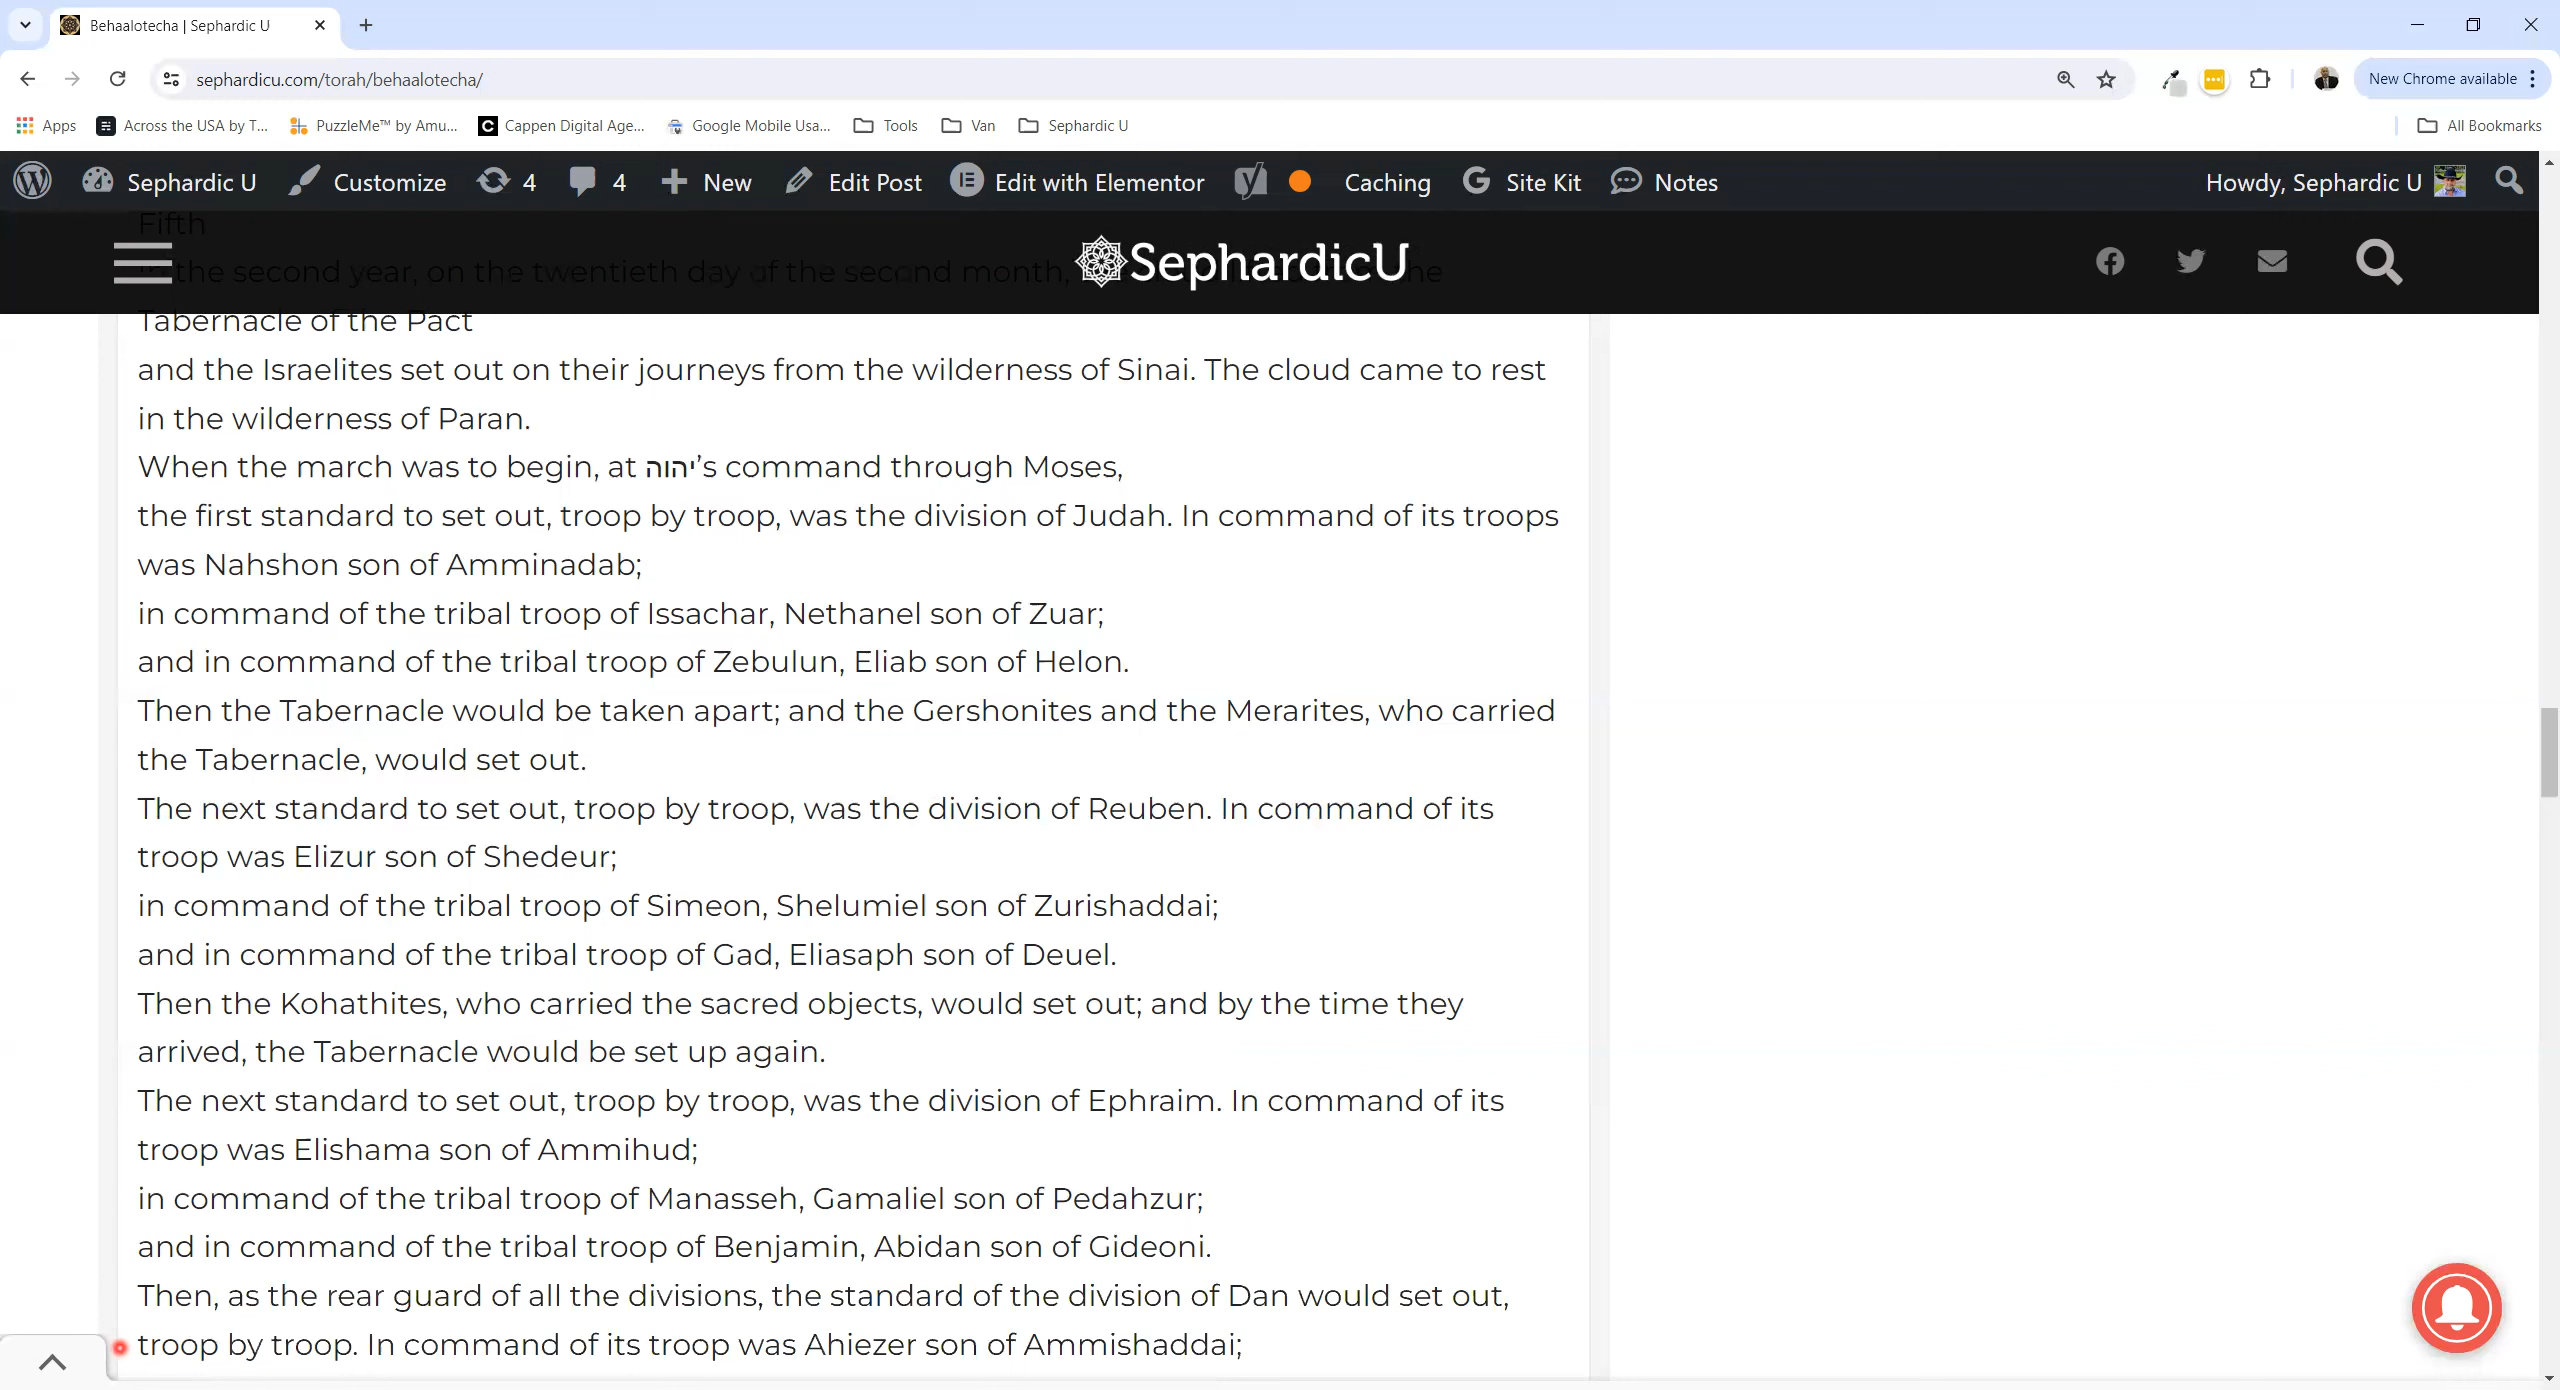 Behaalotecha | Sephardic U
New Chrome available
sephardicu.com/torah/behaalotecha/
Apps Across the USA by T... PuzzleMe™ by Amu... Cappen Digital Age... Google Mobile Usa... Tools Van Sephardic U All Bookmarks
Sephardic U Customize 4 4 New Edit Post Edit with Elementor Caching Site Kit Notes Howdy, Sephardic U
Fifth
SephardicU
the second year, on the twentieth day of the second month,
Tabernacle of the Pact
and the Israelites set out on their journeys from the wilderness of Sinai. The cloud came to rest
in the wilderness of Paran.
When the march was to begin, at יהוה’s command through Moses,
the first standard to set out, troop by troop, was the division of Judah. In command of its troops
was Nahshon son of Amminadab;
in command of the tribal troop of Issachar, Nethanel son of Zuar;
and in command of the tribal troop of Zebulun, Eliab son of Helon.
Then the Tabernacle would be taken apart; and the Gershonites and the Merarites, who carried
the Tabernacle, would set out.
The next standard to set out, troop by troop, was the division of Reuben. In command of its
troop was Elizur son of Shedeur;
in command of the tribal troop of Simeon, Shelumiel son of Zurishaddai;
and in command of the tribal troop of Gad, Eliasaph son of Deuel.
Then the Kohathites, who carried the sacred objects, would set out; and by the time they
arrived, the Tabernacle would be set up again.
The next standard to set out, troop by troop, was the division of Ephraim. In command of its
troop was Elishama son of Ammihud;
in command of the tribal troop of Manasseh, Gamaliel son of Pedahzur;
and in command of the tribal troop of Benjamin, Abidan son of Gideoni.
Then, as the rear guard of all the divisions, the standard of the division of Dan would set out,
troop by troop. In command of its troop was Ahiezer son of Ammishaddai;